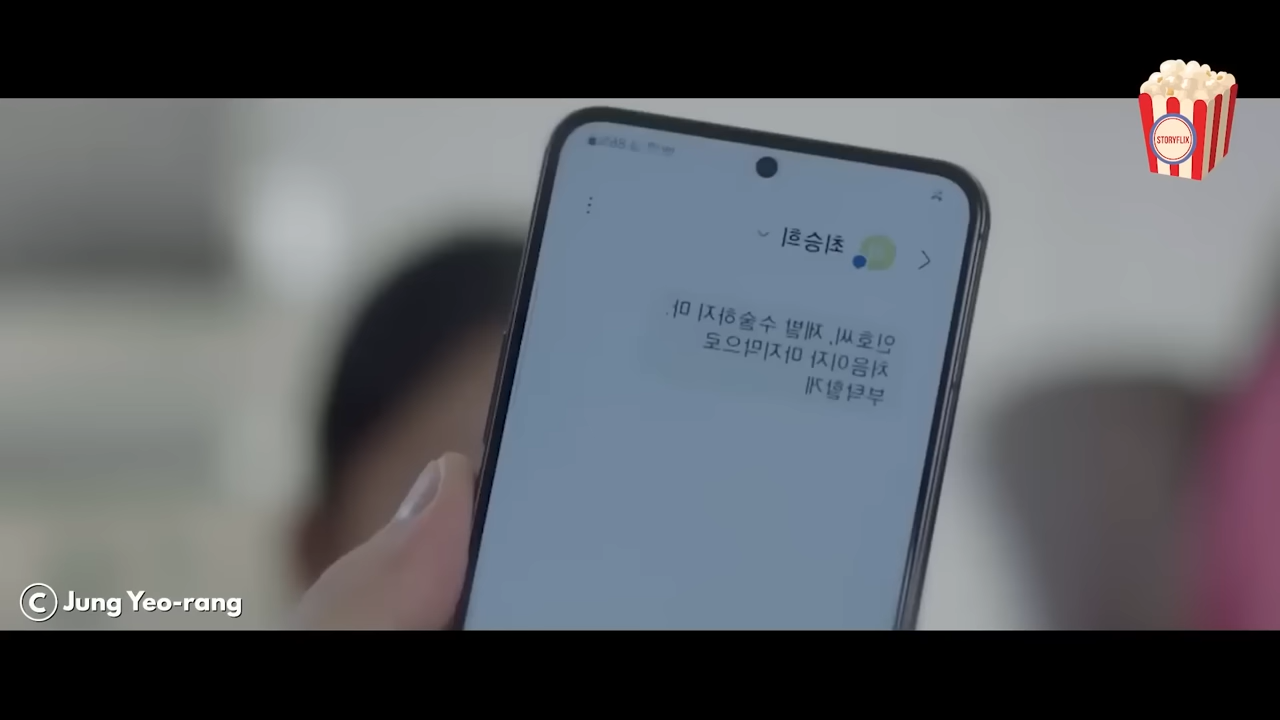 STORYFLIX
최승희
인호씨, 제발 수술하지 마.
처음이자 마지막으로
부탁할게
© Jung Yeo-rang